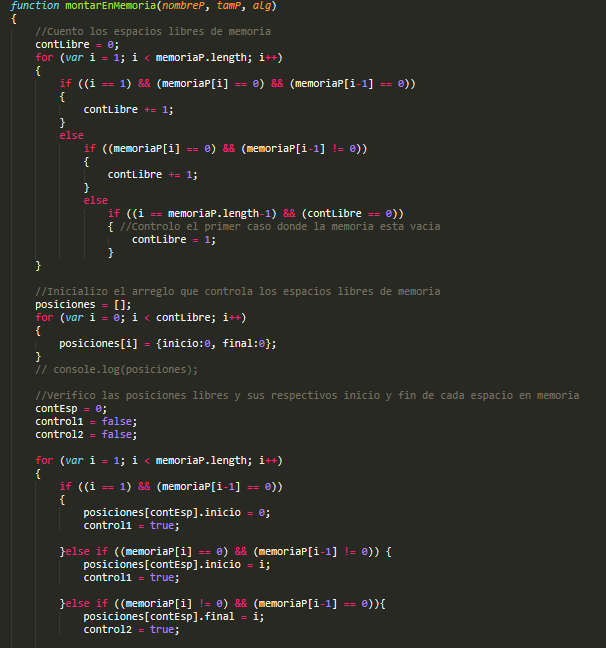 function montarEnMemoria(nombreP, tamP, alg)
{
    //Cuento los espacios libres de memoria
    contLibre = 0;
    for (var i = 1; i < memoriaP.length; i++)
    {
        if ((i == 1) && (memoriaP[i] == 0) && (memoriaP[i-1] == 0))
        {
            contLibre += 1;
        }
        else
            if ((memoriaP[i] == 0) && (memoriaP[i-1] != 0))
            {
                contLibre += 1;
            }
            else
                if ((i == memoriaP.length-1) && (contLibre == 0))
                { //Controlo el primer caso donde la memoria esta vacia
                    contLibre = 1;
                }
    }

    //Inicializo el arreglo que controla los espacios libres de memoria
    posiciones = [];
    for (var i = 0; i < contLibre; i++)
    {
        posiciones[i] = {inicio:0, final:0};
    }
    // console.log(posiciones);

    //Verifico las posiciones libres y sus respectivos inicio y fin de cada espacio en memoria
    contEsp = 0;
    control1 = false;
    control2 = false;

    for (var i = 1; i < memoriaP.length; i++)
    {
        if ((i == 1) && (memoriaP[i-1] == 0))
        {
            posiciones[contEsp].inicio = 0;
            control1 = true;

        }else if ((memoriaP[i] == 0) && (memoriaP[i-1] != 0)) {
            posiciones[contEsp].inicio = i;
            control1 = true;

        }else if ((memoriaP[i] != 0) && (memoriaP[i-1] == 0)){
            posiciones[contEsp].final = i;
            control2 = true;